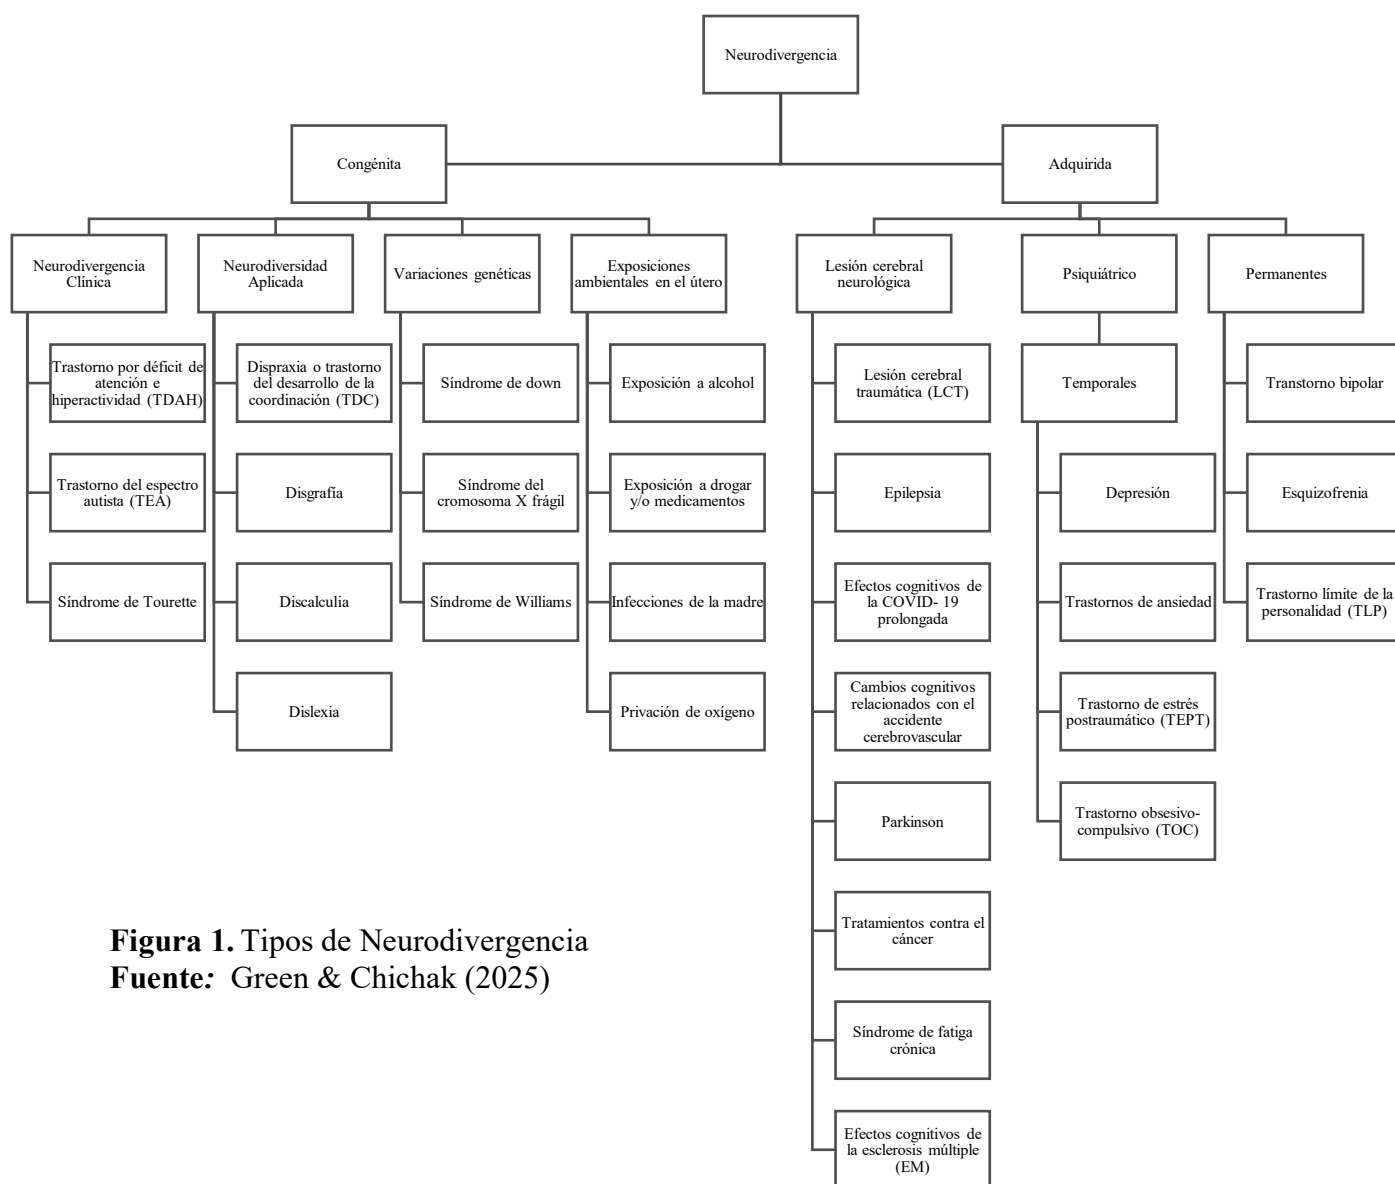 Neurodivergencia
Congénita
Adquirida
Neurodivergencia
Clínica
Neurodiversidad
Aplicada
Variaciones genéticas
Exposiciones
ambientales en el útero
Lesión cerebral
neurológica
Psiquiátrico
Permanentes
Trastorno por déficit de
atención e
hiperactividad (TDAH)
Trastorno del espectro
autista (TEA)
Síndrome de Tourette
Dispraxia o trastorno
del desarrollo de la
coordinación (TDC)
Disgrafía
Discalculia
Dislexia
Síndrome de down
Síndrome del
cromosoma X frágil
Síndrome de Williams
Exposición a alcohol
Exposición a drogar
y/o medicamentos
Infecciones de la madre
Privación de oxígeno
Lesión cerebral
traumática (LCT)
Epilepsia
Efectos cognitivos de
la COVID- 19
prolongada
Cambios cognitivos
relacionados con el
accidente
cerebrovascular
Parkinson
Tratamientos contra el
cáncer
Síndrome de fatiga
crónica
Efectos cognitivos de
la esclerosis múltiple
(EM)
Temporales
Depresión
Trastornos de ansiedad
Trastorno de estrés
postraumático (TEPT)
Trastorno obsesivo-
compulsivo (TOC)
Transtorno bipolar
Esquizofrenia
Trastorno límite de la
personalidad (TLP)
Figura 1. Tipos de Neurodivergencia
Fuente: Green & Chichak (2025)